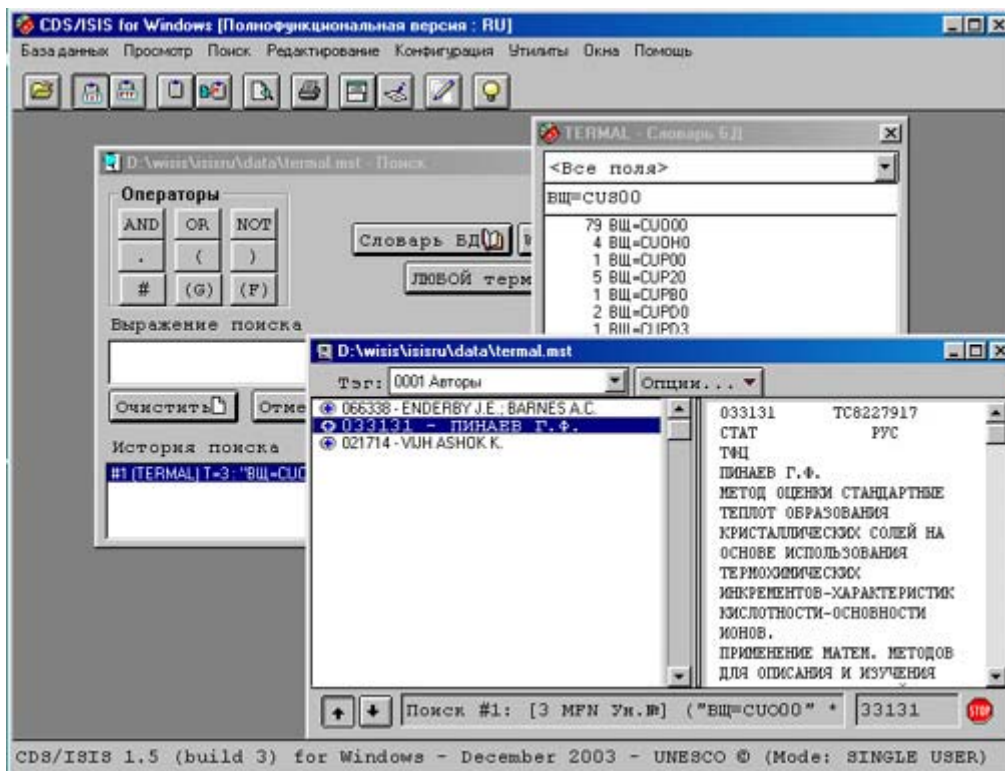 CDS/ISIS for Windows [Полнофункциональная версия : RU]
База данных Просмотр Поиск Редактирование Конфигурация Утилиты Окна Помощь
TERMAL - Словарь БД
<Все поля>
ВЩ=CUS00
79 ВЩ=CUO00
4 ВЩ=CUOH0
1 ВЩ=CUP00
5 ВЩ=CUP20
1 ВЩ=CUPB0
2 ВЩ=CUPD0
1 ВЩ=CUPD3
D:\wisis\isisru\data\termal.mst - Поиск
Операторы
AND OR NOT
. ( )
# (G) (F)
Словарь БД
ЛЮБОЙ терм
Выражение поиска
Очистить Отме
История поиска
#1 (TERMAL) T=3 : "ВЩ=CUO
D:\wisis\isisru\data\termal.mst
Тэг: 0001 Авторы Опции...
066338 - ENDERBY J.E. ; BARNES A.C.
033131 - ПИНАЕВ Г.Ф.
021714 - VIJH ASHOK K.
033131 TC8227917
СТАТ РУС
ТФЦ
ПИНАЕВ Г.Ф.
МЕТОД ОЦЕНКИ СТАНДАРТНЫЕ
ТЕПЛОТ ОБРАЗОВАНИЯ
КРИСТАЛЛИЧЕСКИХ СОЛЕЙ НА
ОСНОВЕ ИСПОЛЬЗОВАНИЯ
ТЕРМОХИМИЧЕСКИХ
ИНКРЕМЕНТОВ-ХАРАКТЕРИСТИК
КИСЛОТНОСТИ-ОСНОВНОСТИ
ИОНОВ.
ПРИМЕНЕНИЕ МАТЕМ. МЕТОДОВ
ДЛЯ ОПИСАНИЯ И ИЗУЧЕНИЯ
Поиск #1: [3 MFN Ун.№] ("ВЩ=CUO00" * 33131 STOP
CDS/ISIS 1.5 (build 3) for Windows - December 2003 - UNESCO © (Mode: SINGLE USER)